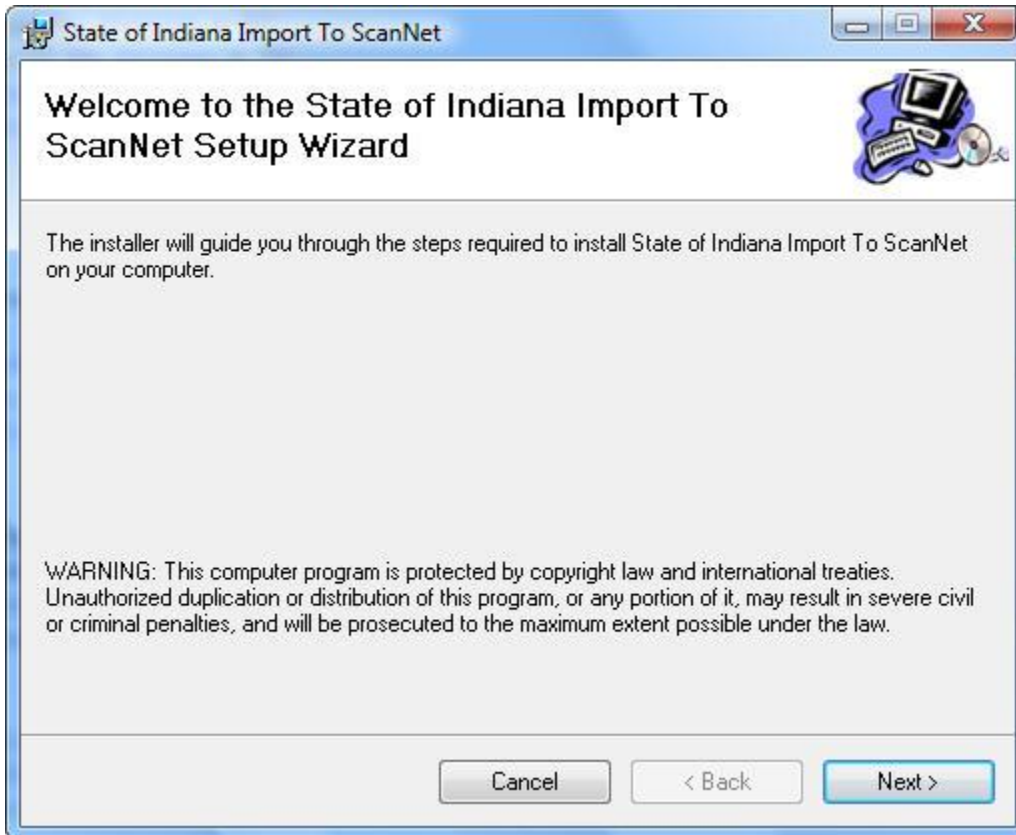 State of Indiana Import To ScanNet
Welcome to the State of Indiana Import To
ScanNet Setup Wizard
The installer will guide you through the steps required to install State of Indiana Import To ScanNet
on your computer.
WARNING: This computer program is protected by copyright law and international treaties.
Unauthorized duplication or distribution of this program, or any portion of it, may result in severe civil
or criminal penalties, and will be prosecuted to the maximum extent possible under the law.
Cancel
< Back
Next >